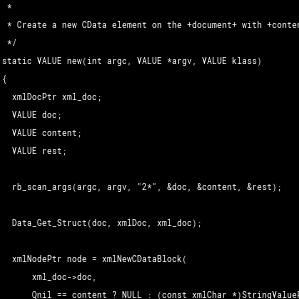 *
* Create a new CData element on the +document+ with
*/
static VALUE new(int argc, VALUE *argv, VALUE klass)
{
xmlDocPtr xml_doc;
VALUE doc;
VALUE content;
VALUE rest;
rb_scan_args(argc, argv, "2*", &doc, &content, &rest);
Data_Get_Struct(doc, xmlDoc, xml_doc);
xmlNodePtr node = xmlNewCDataBlock(
xml_doc->doc,
Qnil == content ? NULL : (const xmlChar *)